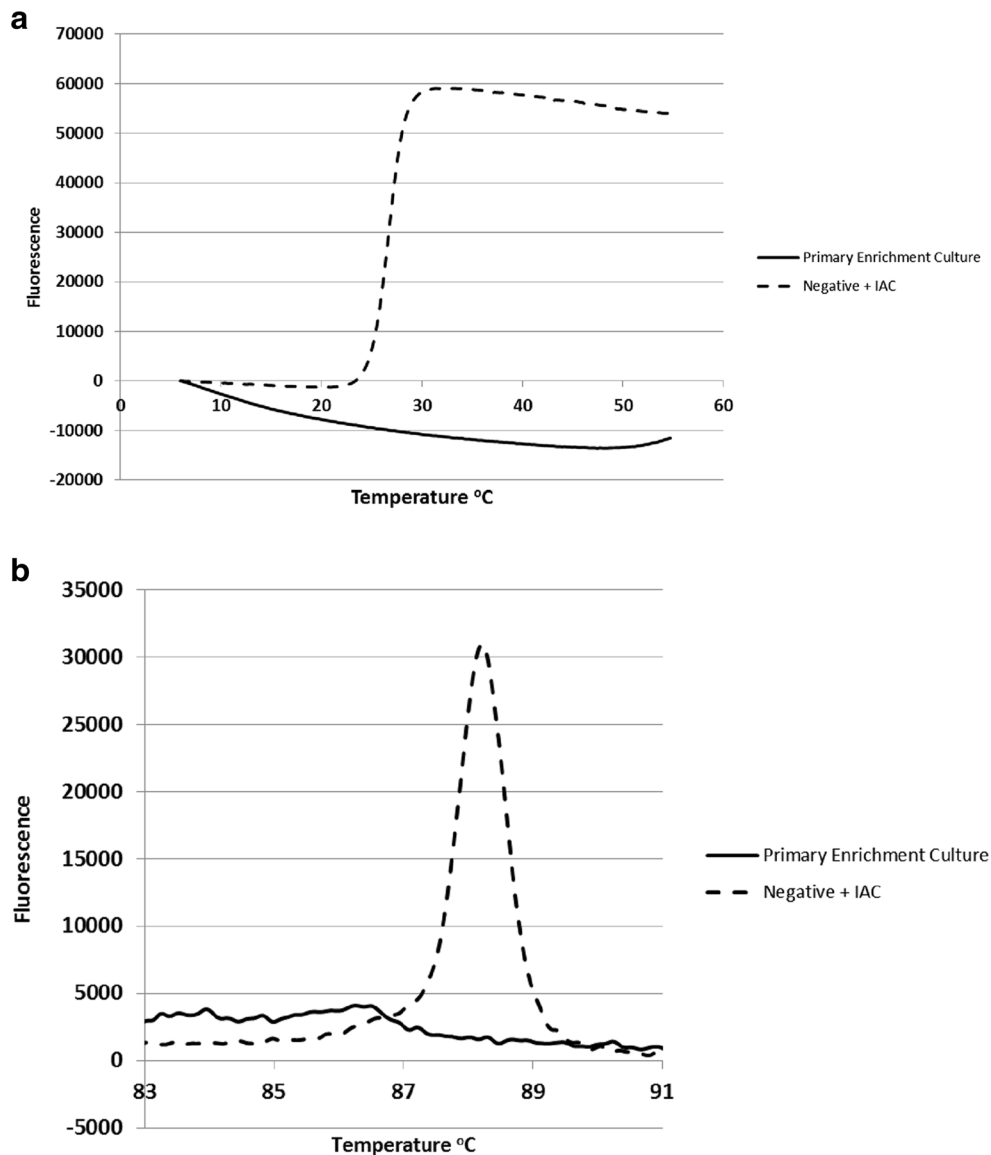 a
70000
60000
50000
40000
30000
20000
10000
0
-10000
-20000
0 10 20 30 40 50 60
Fluorescence
Temperature °C
Primary Enrichment Culture
Negative + IAC
b
35000
30000
25000
20000
15000
10000
5000
0
-5000
83 85 87 89 91
Fluorescence
Temperature °C
Primary Enrichment Culture
Negative + IAC